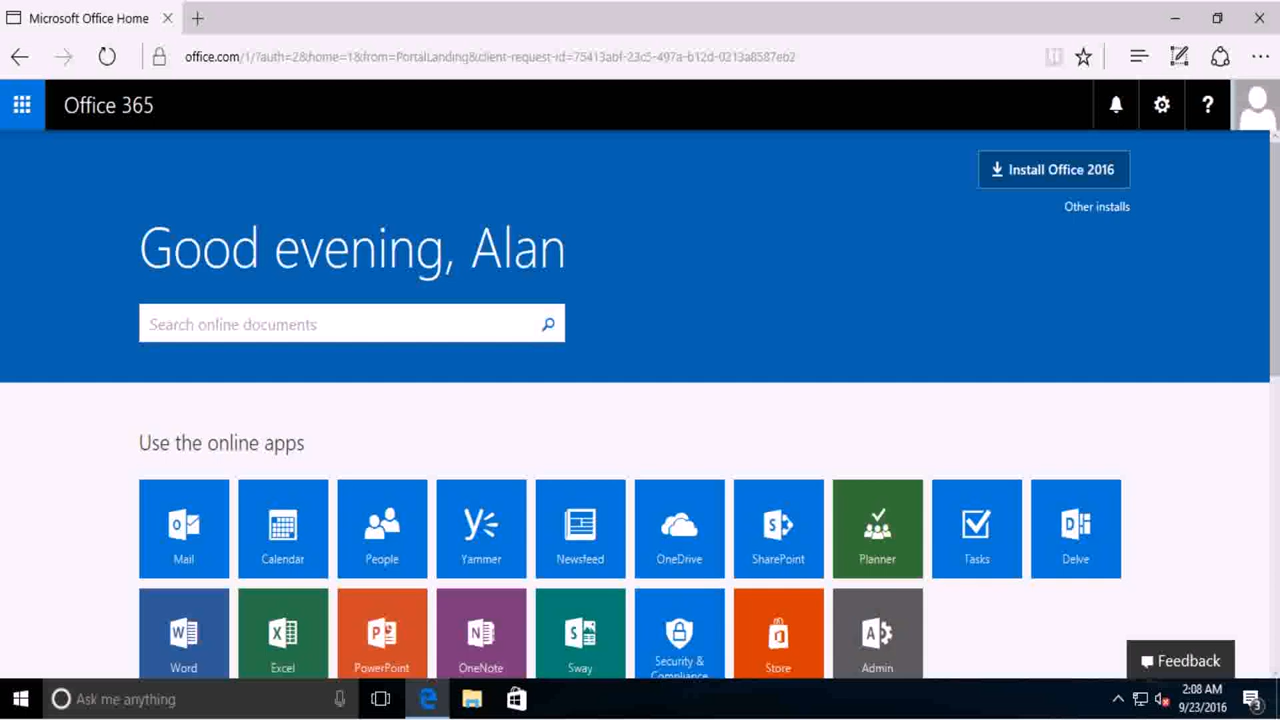 Microsoft Office Home
office.com/1/?auth=2&home=1&from=PortalLanding&client-request-id=75413abf-23c5-497a-b12d-0213a8587eb2
Office 365
?
Install Office 2016
Other installs
Good evening, Alan
Search online documents
Use the online apps
Mail
Calendar
People
Yammer
Newsfeed
OneDrive
SharePoint
Planner
Tasks
Delve
Word
Excel
PowerPoint
OneNote
Sway
Security &
Compliance
Store
Admin
Feedback
Ask me anything
2:08 AM
9/23/2016
3